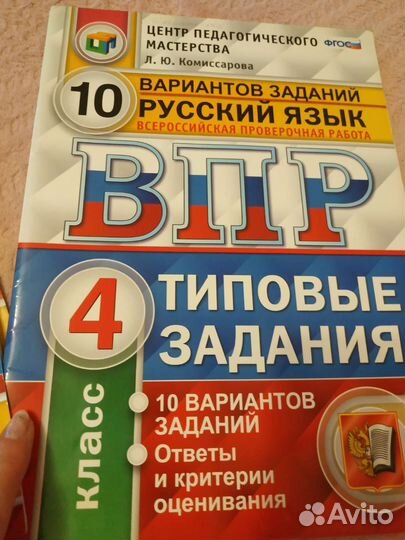 ЦЕНТР ПЕДАГОГИЧЕСКОГО
МАСТЕРСТВА
ФГОС
Л. Ю. Комиссарова
10
ВАРИАНТОВ ЗАДАНИЙ
РУССКИЙ ЯЗЫК
ВСЕРОССИЙСКАЯ ПРОВЕРОЧНАЯ РАБОТА
ВПР
4
КЛАСС
ТИПОВЫЕ
ЗАДАНИЯ
• 10 ВАРИАНТОВ
ЗАДАНИЙ
• Ответы
и критерии
оценивания
Avito